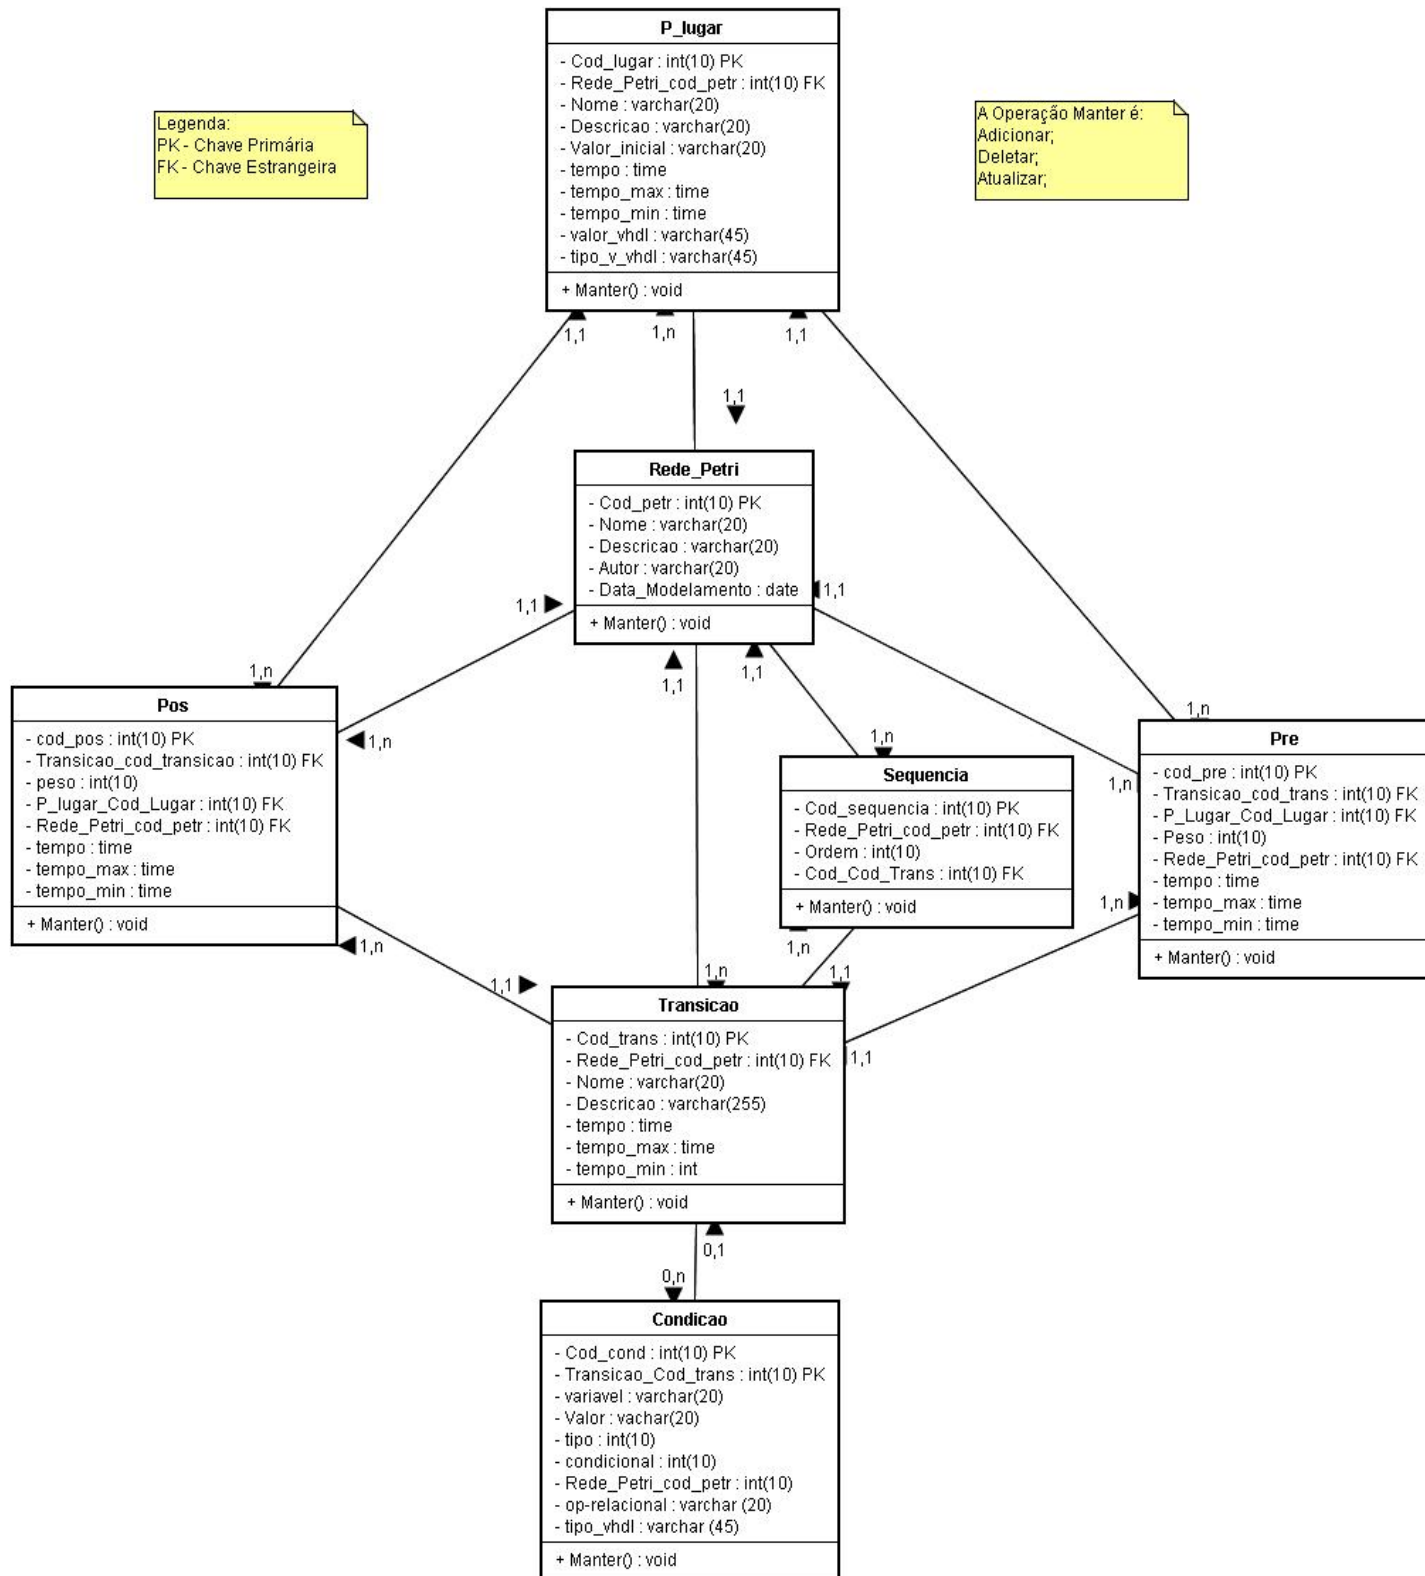 P_lugar
- Cod_lugar : int(10) PK
- Rede_Petri_cod_petr : int(10) FK
- Nome : varchar(20)
- Descricao : varchar(20)
- Valor_inicial : varchar(20)
- tempo : time
- tempo_max : time
- tempo_min : time
- valor_vhdl : varchar(45)
- tipo_v_vhdl : varchar(45)
+ Manter() : void
Legenda:
PK - Chave Primária
FK - Chave Estrangeira
A Operação Manter é:
Adicionar;
Deletar;
Atualizar;
1,1
1,n
1,1
1,1
Rede_Petri
- Cod_petr : int(10) PK
- Nome : varchar(20)
- Descricao : varchar(20)
- Autor : varchar(20)
- Data_Modelamento : date
+ Manter() : void
1,1
1,1
1,1
1,1
1,n
Pos
- cod_pos : int(10) PK
- Transicao_cod_transicao : int(10) FK
- peso : int(10)
- P_lugar_Cod_Lugar : int(10) FK
- Rede_Petri_cod_petr : int(10) FK
- tempo : time
- tempo_max : time
- tempo_min : time
+ Manter() : void
1,n
1,n
1,n
Sequência
- Cod_sequência : int(10) PK
- Rede_Petri_cod_petr : int(10) FK
- Ordem : int(10)
- Cod_Cod_Trans : int(10) FK
+ Manter() : void
1,n
1,n
Pre
- cod_pre : int(10) PK
- Transicao_cod_trans : int(10) FK
- P_Lugar_Cod_Lugar : int(10) FK
- Peso : int(10)
- Rede_Petri_cod_petr : int(10) FK
- tempo : time
- tempo_max : time
- tempo_min : time
+ Manter() : void
1,n
1,n
1,1
1,n
1,1
1,1
Transicao
- Cod_trans : int(10) PK
- Rede_Petri_cod_petr : int(10) FK
- Nome : varchar(20)
- Descricao : varchar(255)
- tempo : time
- tempo_max : time
- tempo_min : int
+ Manter() : void
0,1
0,n
Condicao
- Cod_cond : int(10) PK
- Transicao_Cod_trans : int(10) PK
- variavel : varchar(20)
- Valor : vachar(20)
- tipo : int(10)
- condicional : int(10)
- Rede_Petri_cod_petr : int(10)
- op-relacional : varchar (20)
- tipo_vhdl : varchar (45)
+ Manter() : void